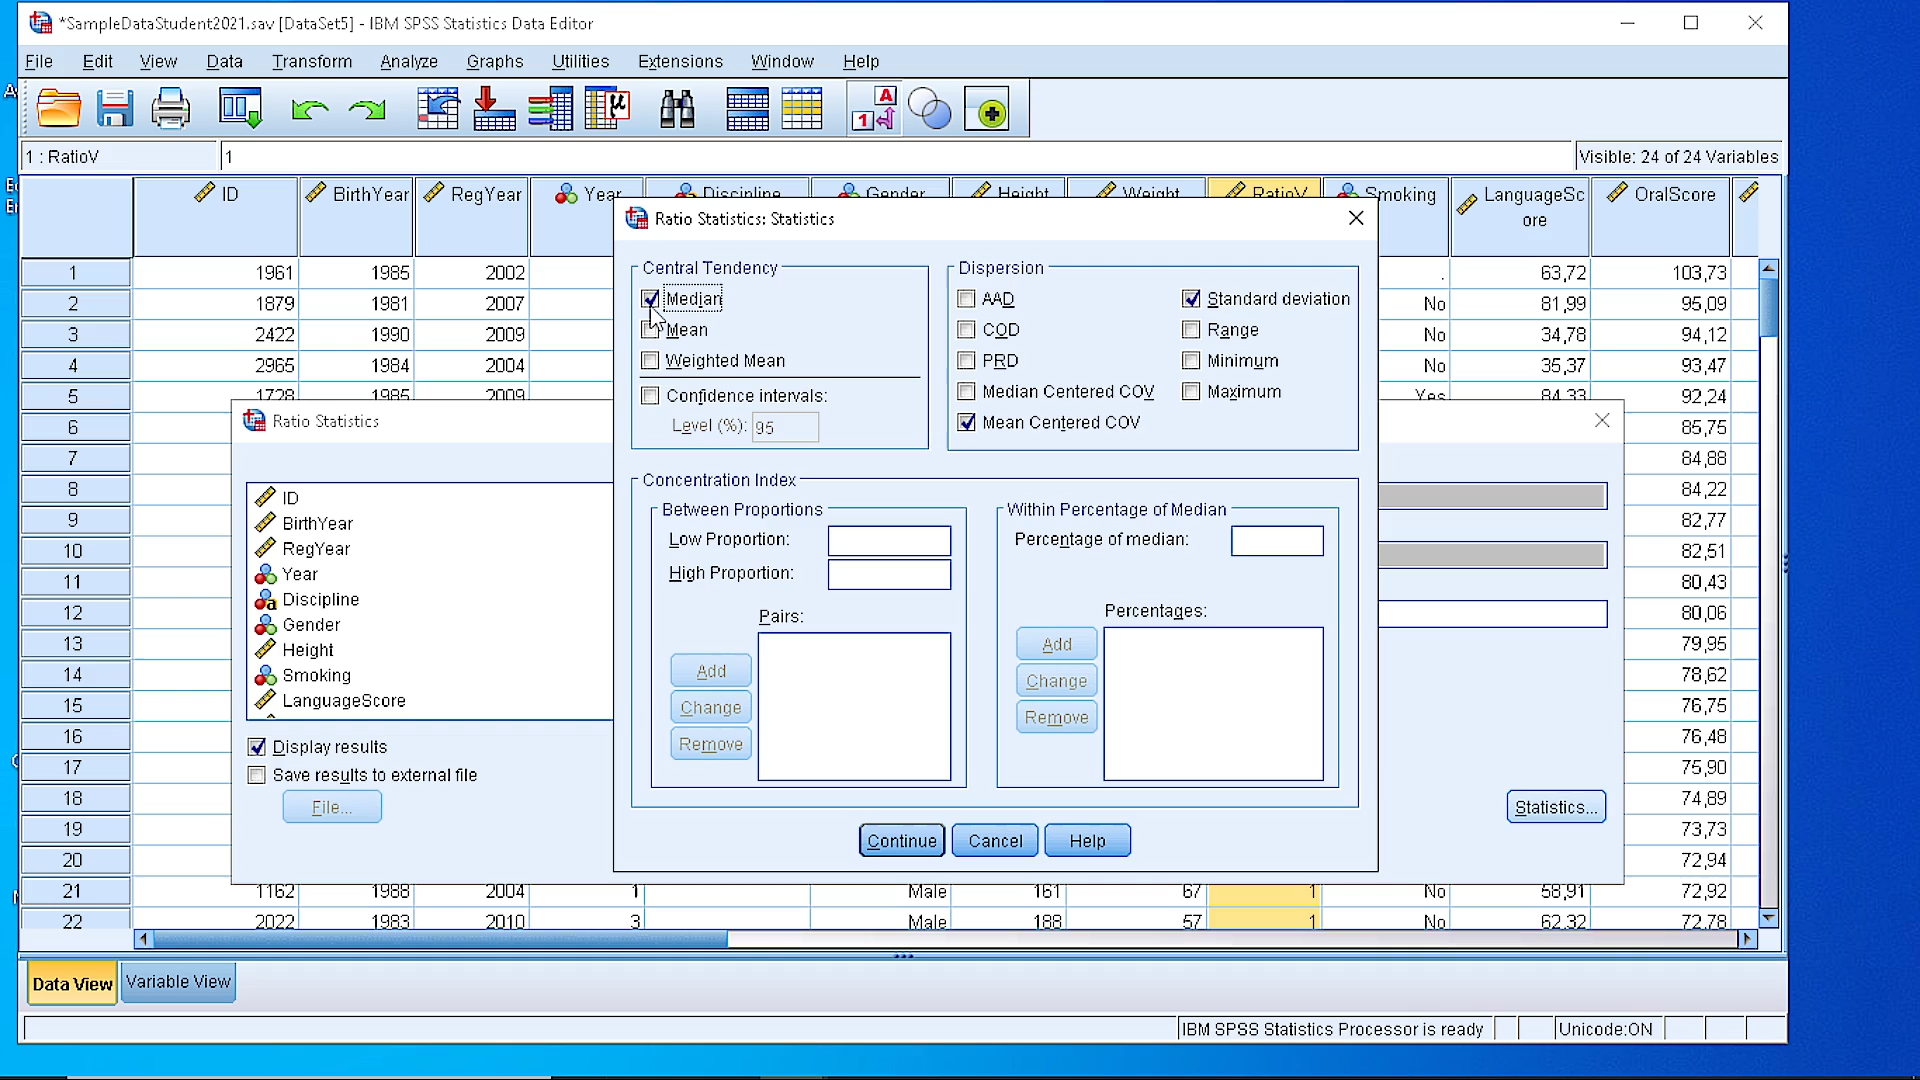 *SampleDataStudent2021.sav [DataSet5] - IBM SPSS Statistics Data Editor
File Edit View Data Transform Analyze Graphs Utilities Extensions Window Help
1 : RatioV 1 Visible: 24 of 24 Variables
ID BirthYear RegYear Year Discipline Gender Height Weight RatioV Smoking LanguageScore OralScore
1 1961 1985 2002 . 63,72 103,73
2 1879 1981 2007 No 81,99 95,09
3 2422 1990 2009 No 34,78 94,12
4 2965 1984 2004 No 35,37 93,47
5 1728 1985 2009 Yes 84,33 92,24
6 85,75
7 84,88
8 84,22
9 82,77
10 82,51
11 80,43
12 80,06
13 79,95
14 78,62
15 76,75
16 76,48
17 75,90
18 74,89
19 73,73
20 72,94
21 1162 1988 2004 1 Male 161 67 1 No 58,91 72,92
22 2022 1983 2010 3 Male 188 57 1 No 62,32 72,78
Ratio Statistics
ID
BirthYear
RegYear
Year
Discipline
Gender
Height
Smoking
LanguageScore
Display results
Save results to external file
File...
Statistics...
Ratio Statistics: Statistics
Central Tendency
Median
Mean
Weighted Mean
Confidence intervals:
Level (%): 95
Dispersion
AAD Standard deviation
COD Range
PRD Minimum
Median Centered COV Maximum
Mean Centered COV
Concentration Index
Between Proportions
Low Proportion:
High Proportion:
Pairs:
Add
Change
Remove
Within Percentage of Median
Percentage of median:
Percentages:
Add
Change
Remove
Continue Cancel Help
Data View Variable View
IBM SPSS Statistics Processor is ready Unicode:ON